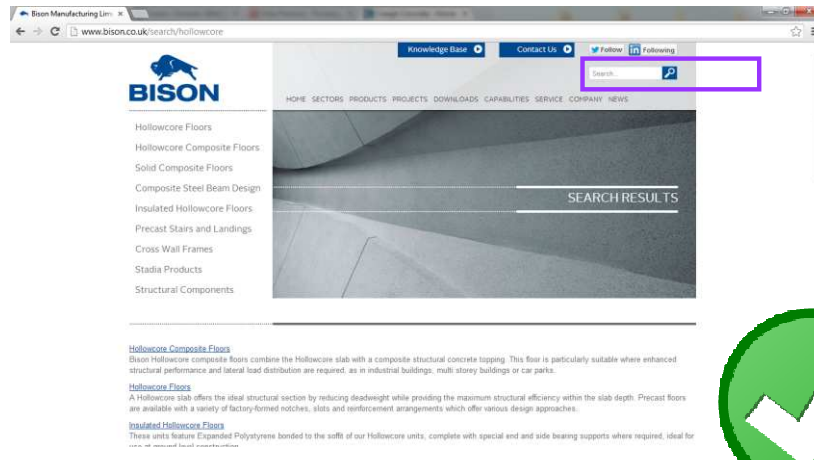 Bison Manufacturing Lim
www.bison.co.uk/search/hollowcore
Knowledge Base
Contact Us
Follow
in Following
Search...
BISON
HOME SECTORS PRODUCTS PROJECTS DOWNLOADS CAPABILITIES SERVICE COMPANY NEWS
Hollowcore Floors
Hollowcore Composite Floors
Solid Composite Floors
Composite Steel Beam Design
Insulated Hollowcore Floors
Precast Stairs and Landings
Cross Wall Frames
Stadia Products
Structural Components
SEARCH RESULTS
Hollowcore Composite Floors
Bison Hollowcore composite floors combine the Hollowcore slab with a composite structural concrete topping. This floor is particularly suitable where enhanced
structural performance and lateral load distribution are required, as in industrial buildings, multi storey buildings or car parks.
Hollowcore Floors
A Hollowcore slab offers the ideal structural section by reducing deadweight while providing the maximum structural efficiency within the slab depth. Precast floors
are available with a variety of factory-formed notches, slots and reinforcement arrangements which offer various design approaches.
Insulated Hollowcore Floors
These units feature Expanded Polystyrene bonded to the soffit of our Hollowcore units, complete with special end and side bearing supports where required, ideal for
use at ground level construction